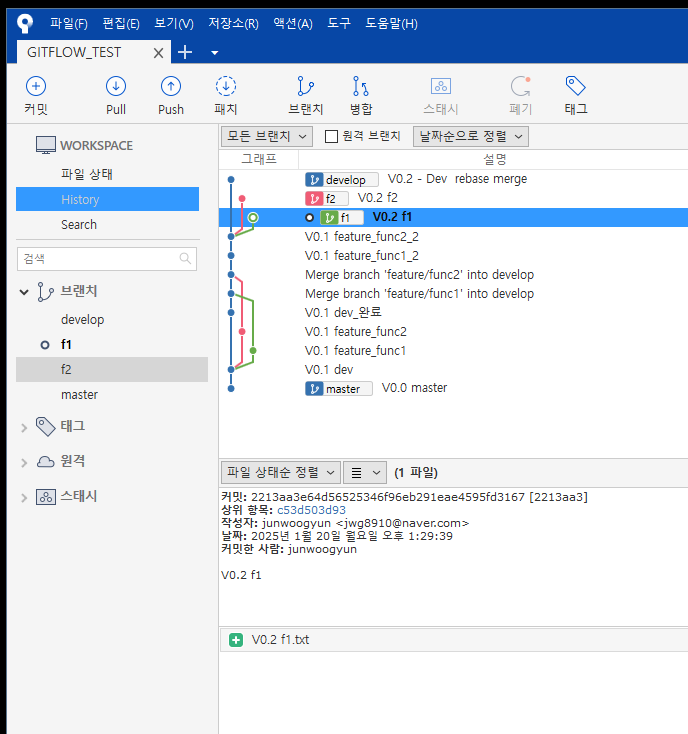 파일(F) 편집(E) 보기(V) 저장소(R) 액션(A) 도구 도움말(H)
GITFLOW_TEST
커밋 Pull Push 패치 브랜치 병합 스태시 폐기 태그
WORKSPACE
파일 상태
History
Search
검색
브랜치
develop
f1
f2
master
태그
원격
스태시
모든 브랜치 원격 브랜치 날짜순으로 정렬
그래프 설명
develop V0.2 - Dev rebase merge
f2 V0.2 f2
f1 V0.2 f1
V0.1 feature_func2_2
V0.1 feature_func1_2
Merge branch 'feature/func2' into develop
Merge branch 'feature/func1' into develop
V0.1 dev_완료
V0.1 feature_func2
V0.1 feature_func1
V0.1 dev
master V0.0 master
파일 상태순 정렬 (1 파일)
커밋: 2213aa3e64d56525346f96eb291eae4595fd3167 [2213aa3]
상위 항목: c53d503d93
작성자: junwoogyun <jwg8910@naver.com>
날짜: 2025년 1월 20일 월요일 오후 1:29:39
커밋한 사람: junwoogyun
V0.2 f1
V0.2 f1.txt